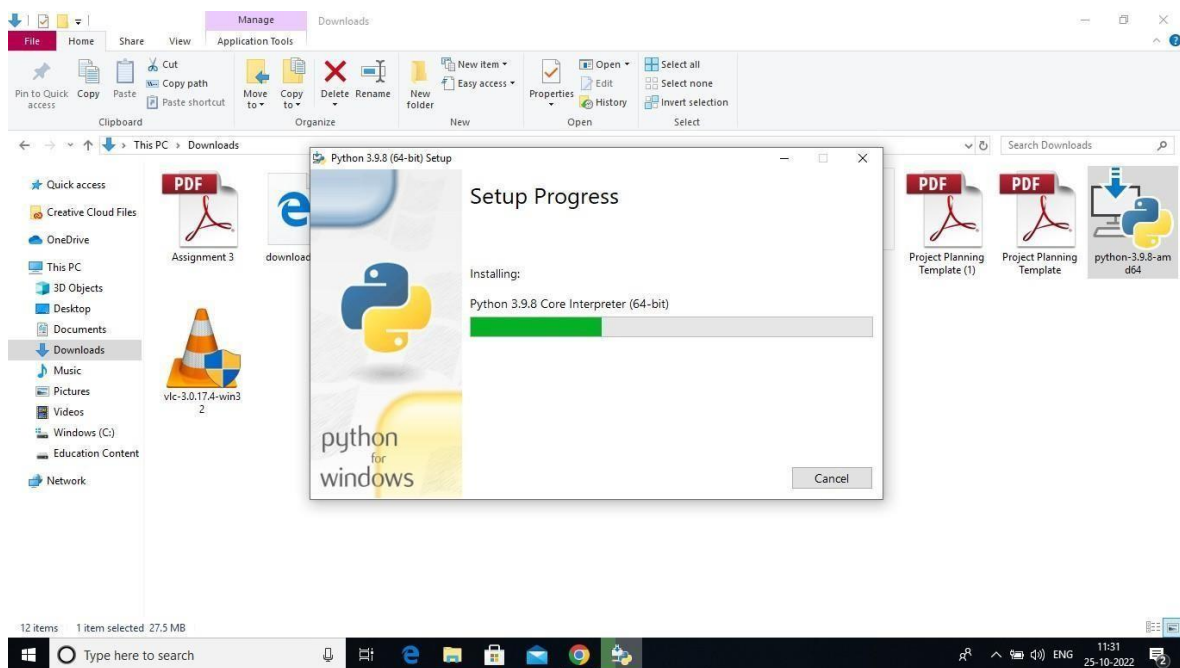 Manage
Downloads
File
Home
Share
View
Application Tools
Pin to Quick access
Copy
Paste
Cut
Copy path
Paste shortcut
Clipboard
Move to
Copy to
Delete
Rename
Organize
New folder
New item
Easy access
New
Properties
Open
Edit
History
Open
Select all
Select none
Invert selection
Select
This PC > Downloads
Search Downloads
Quick access
Creative Cloud Files
OneDrive
This PC
3D Objects
Desktop
Documents
Downloads
Music
Pictures
Videos
Windows (C:)
Education Content
Network
PDF
Assignment 3
download
vlc-3.0.17.4-win3
2
Python 3.9.8 (64-bit) Setup
Setup Progress
Installing:
Python 3.9.8 Core Interpreter (64-bit)
python
for
windows
Cancel
PDF
Project Planning
Template (1)
PDF
Project Planning
Template
python-3.9.8-am
d64
12 items
1 item selected 27.5 MB
Type here to search
ENG
11:31
25-10-2022
2